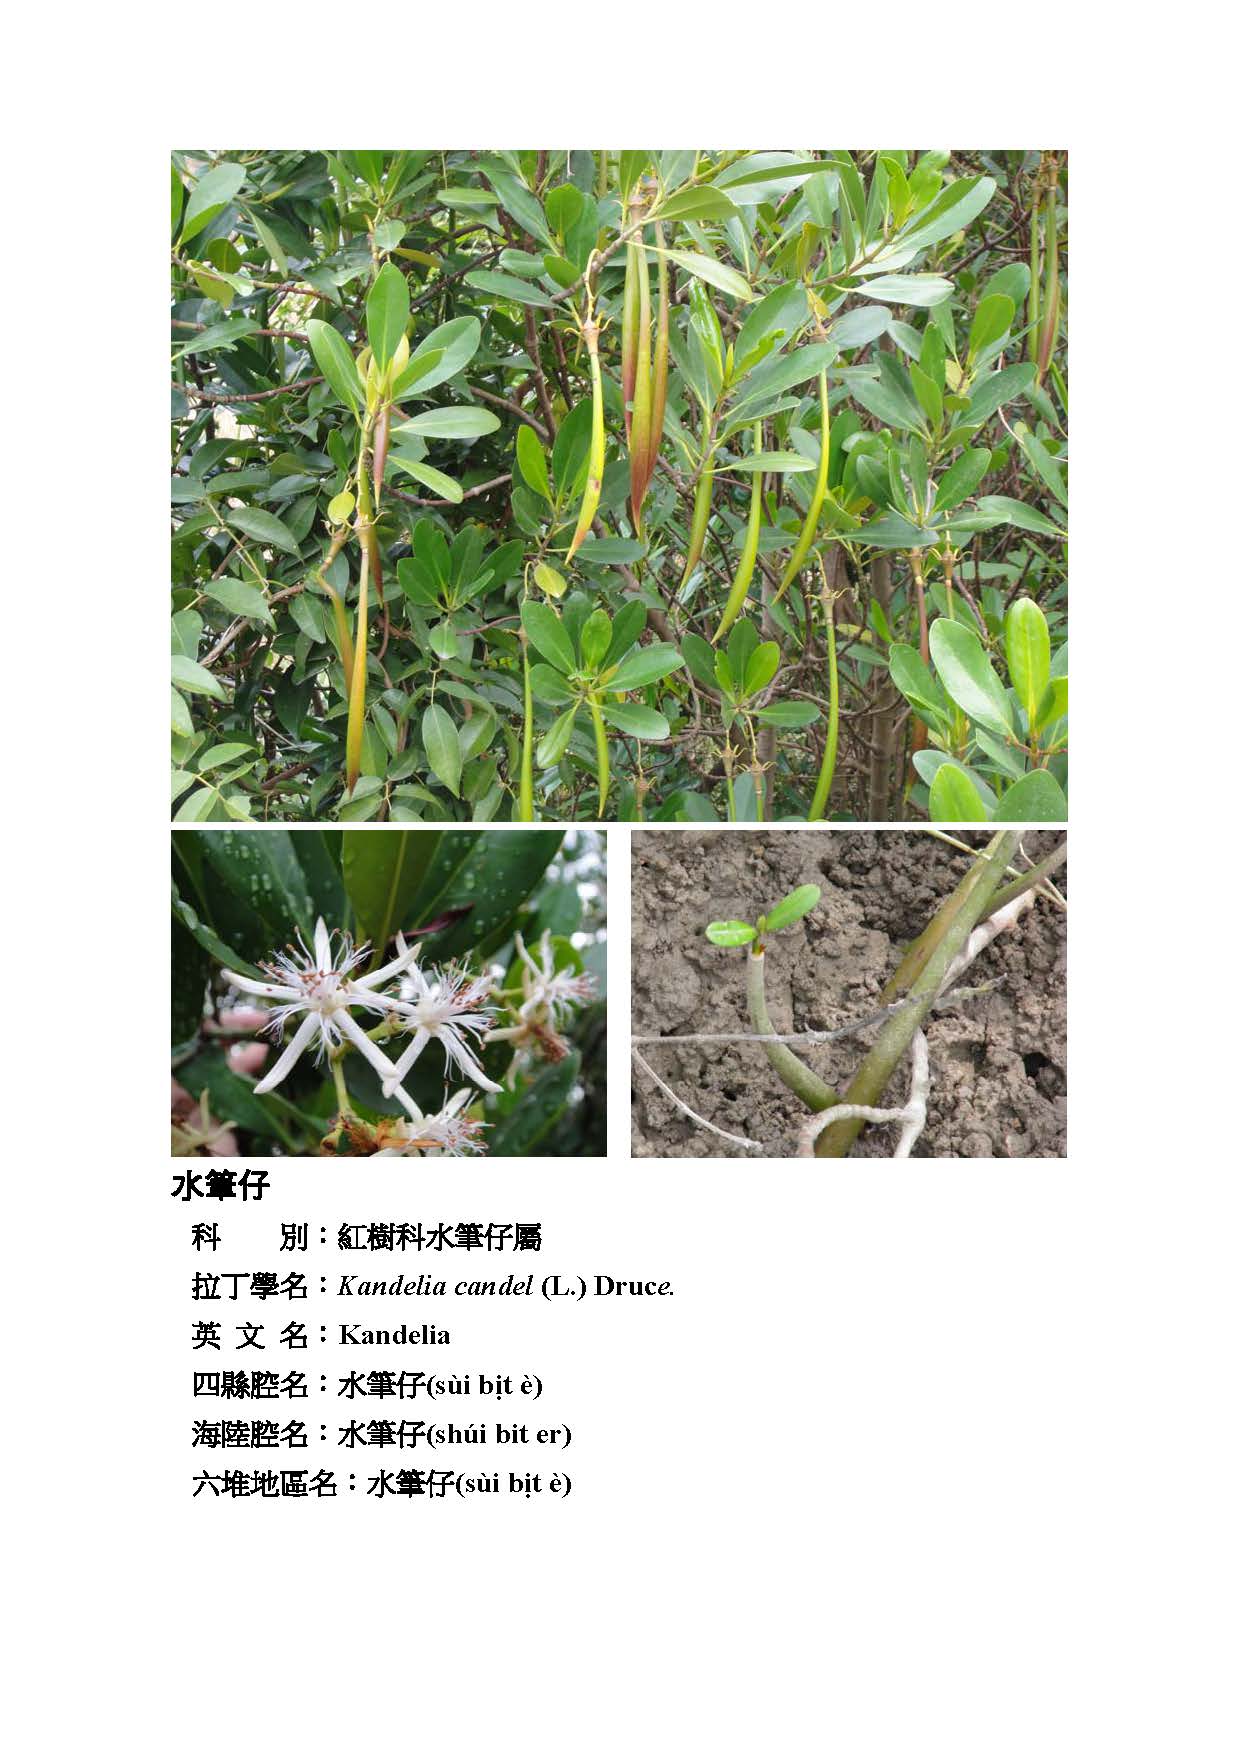 水筆仔
科　　別：紅樹科水筆仔屬
拉丁學名：Kandelia candel (L.) Druce.
英 文 名：Kandelia
四縣腔名：水筆仔(sùi bịt è)
海陸腔名：水筆仔(shúi bit er)
六堆地區名：水筆仔(sùi bịt è)